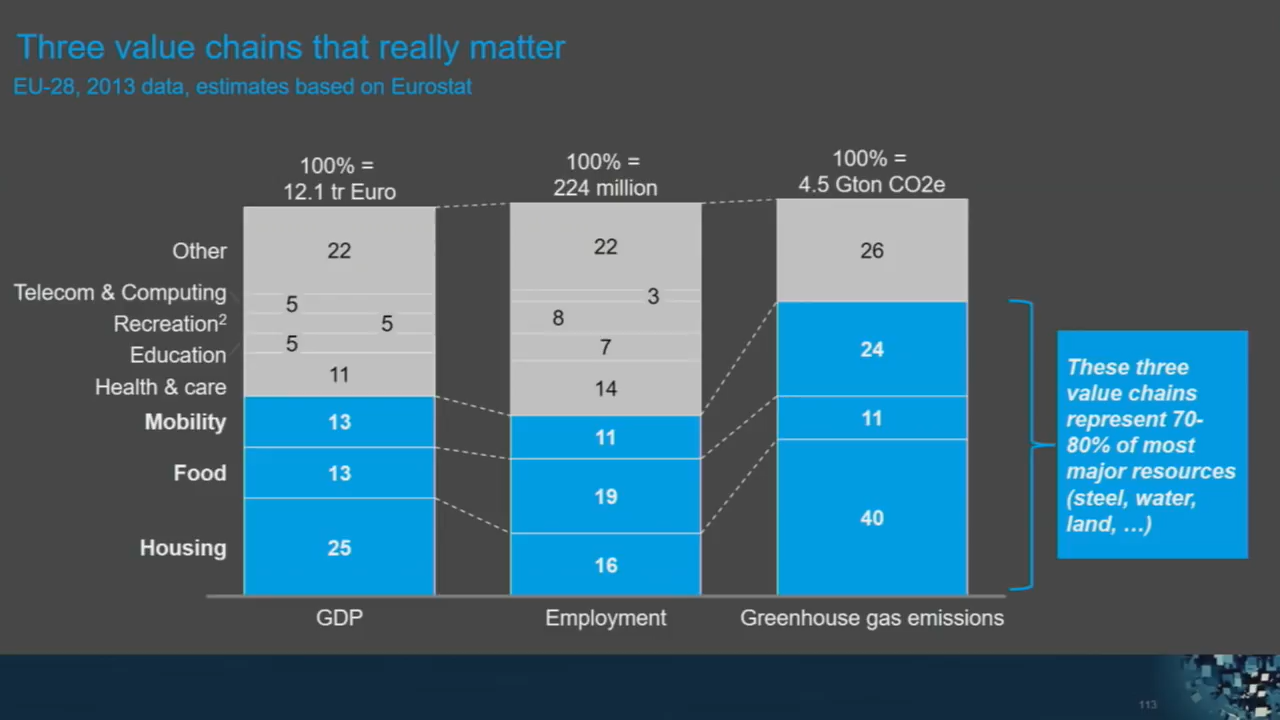 Three value chains that really matter
EU-28, 2013 data, estimates based on Eurostat
100% =
12.1 tr Euro
100% =
224 million
100% =
4.5 Gton CO2e
Other
22
22
26
Telecom & Computing
5
3
Recreation²
5
8
Education
5
7
Health & care
11
14
Mobility
13
11
24
Food
13
19
11
Housing
25
16
40
GDP
Employment
Greenhouse gas emissions
These three
value chains
represent 70-
80% of most
major resources
(steel, water,
land, …)
113